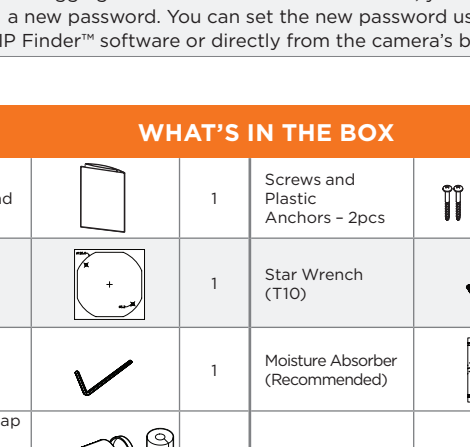 a new password. You can set the new password us
IP Finder™ software or directly from the camera's b
WHAT'S IN THE BOX
1
Screws and
Plastic
Anchors – 2pcs
1
Star Wrench
(T10)
1
Moisture Absorber
(Recommended)
ap